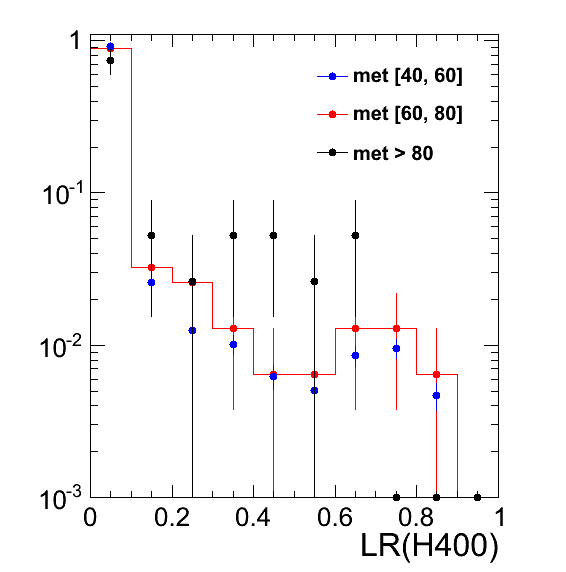 1
10^-1
10^-2
10^-3
met [40, 60]
met [60, 80]
met > 80
0 0.2 0.4 0.6 0.8 1
LR(H400)